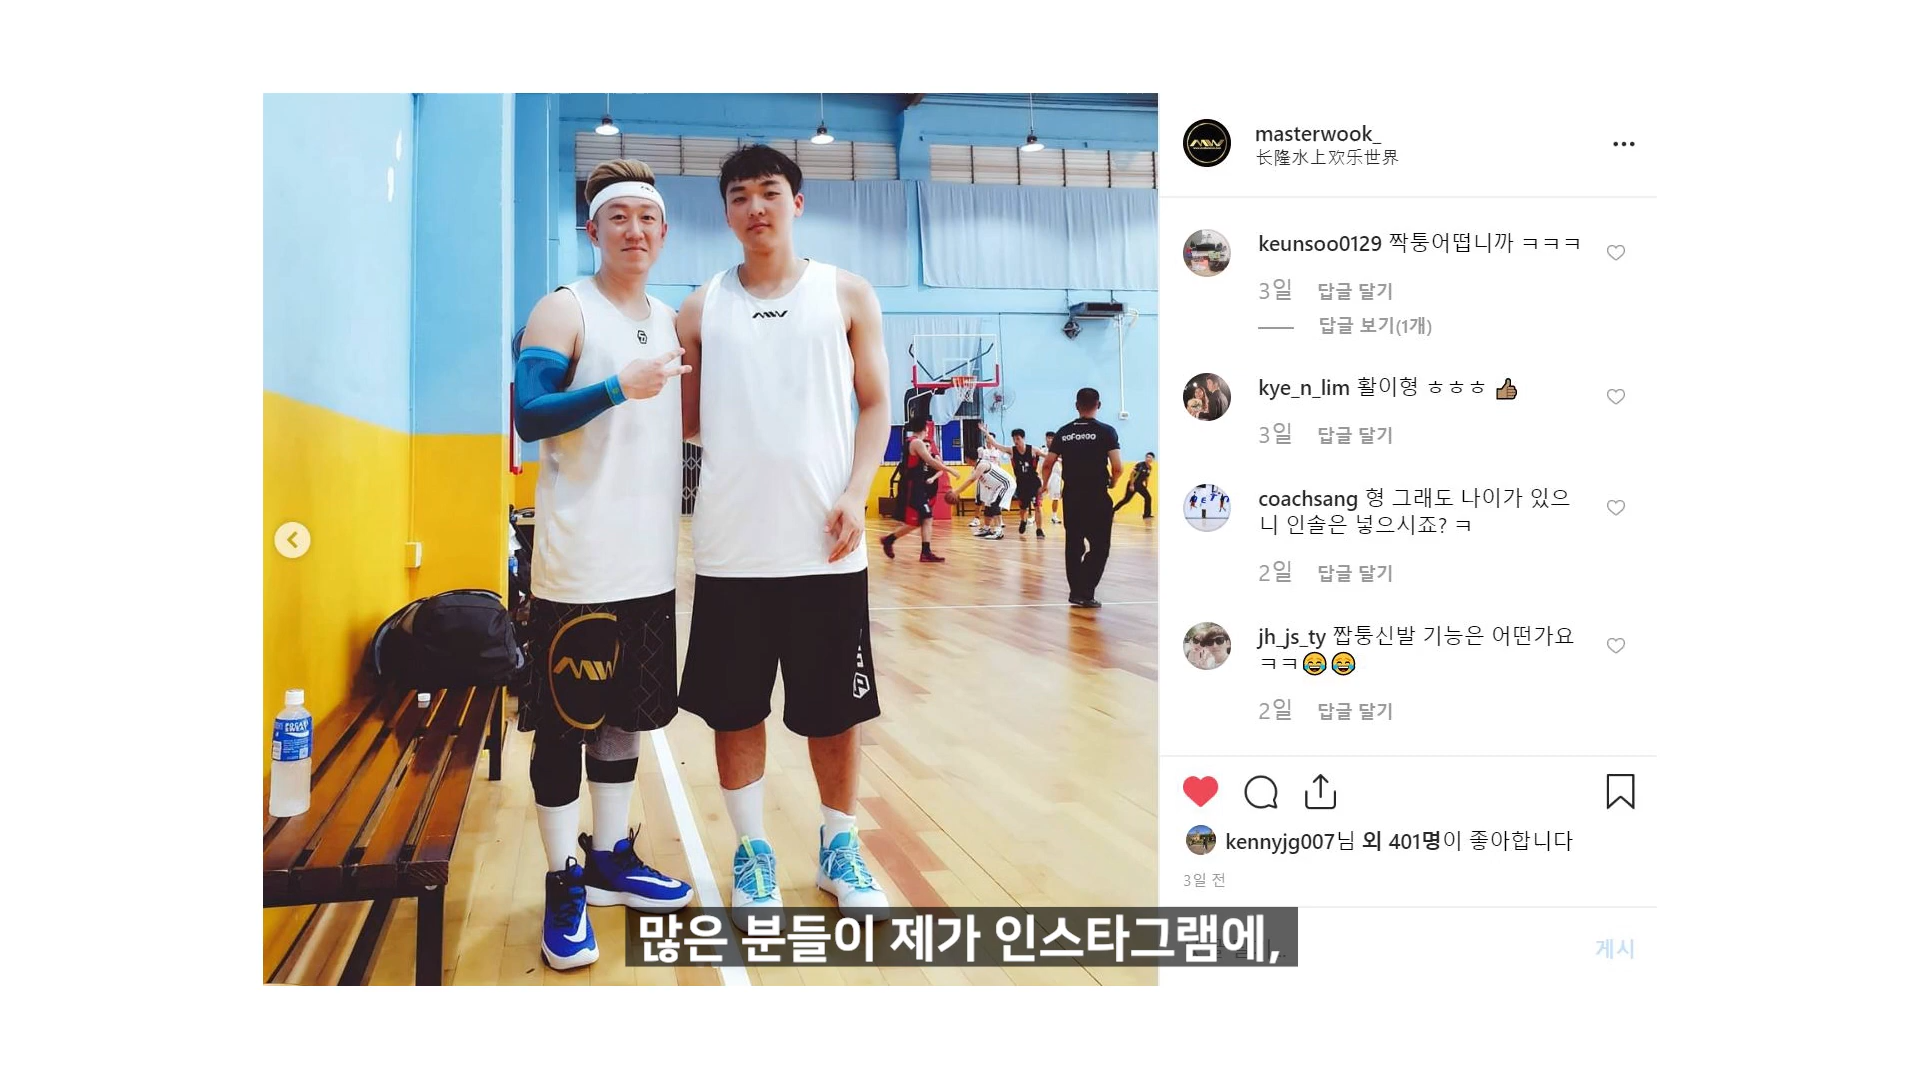 masterwook_
长隆水上欢乐世界
keunsoo0129 짝퉁어떱니까 ㅋㅋㅋ
3일 답글 달기
답글 보기(1개)
kye_n_lim 활이형 ㅎㅎㅎ 👍🏾
3일 답글 달기
coachsang 형 그래도 나이가 있으
니 인솔은 넣으시죠? ㅋ
2일 답글 달기
jh_js_ty 짭퉁신발 기능은 어떤가요
ㅋㅋ😂😂
2일 답글 달기
kennyjg007님 외 401명이 좋아합니다
3일 전
게시
많은 분들이 제가 인스타그램에,
MW
MW
POCARI
SWEAT